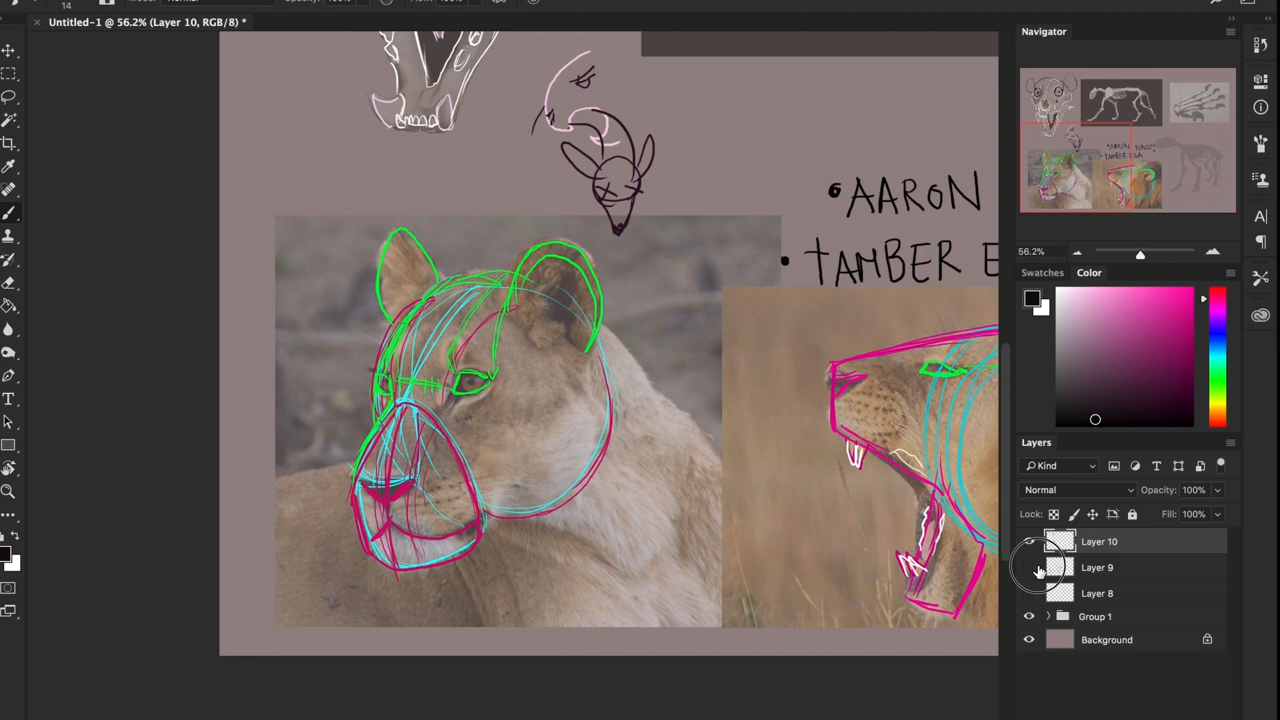 Untitled-1 @ 56.2% (Layer 10, RGB/8) *
14
AARON
TAMBER E
Navigator
56.2%
Swatches
Color
Layers
Kind
Normal
Opacity: 100%
Lock:
Fill: 100%
Layer 10
Layer 9
Layer 8
Group 1
Background